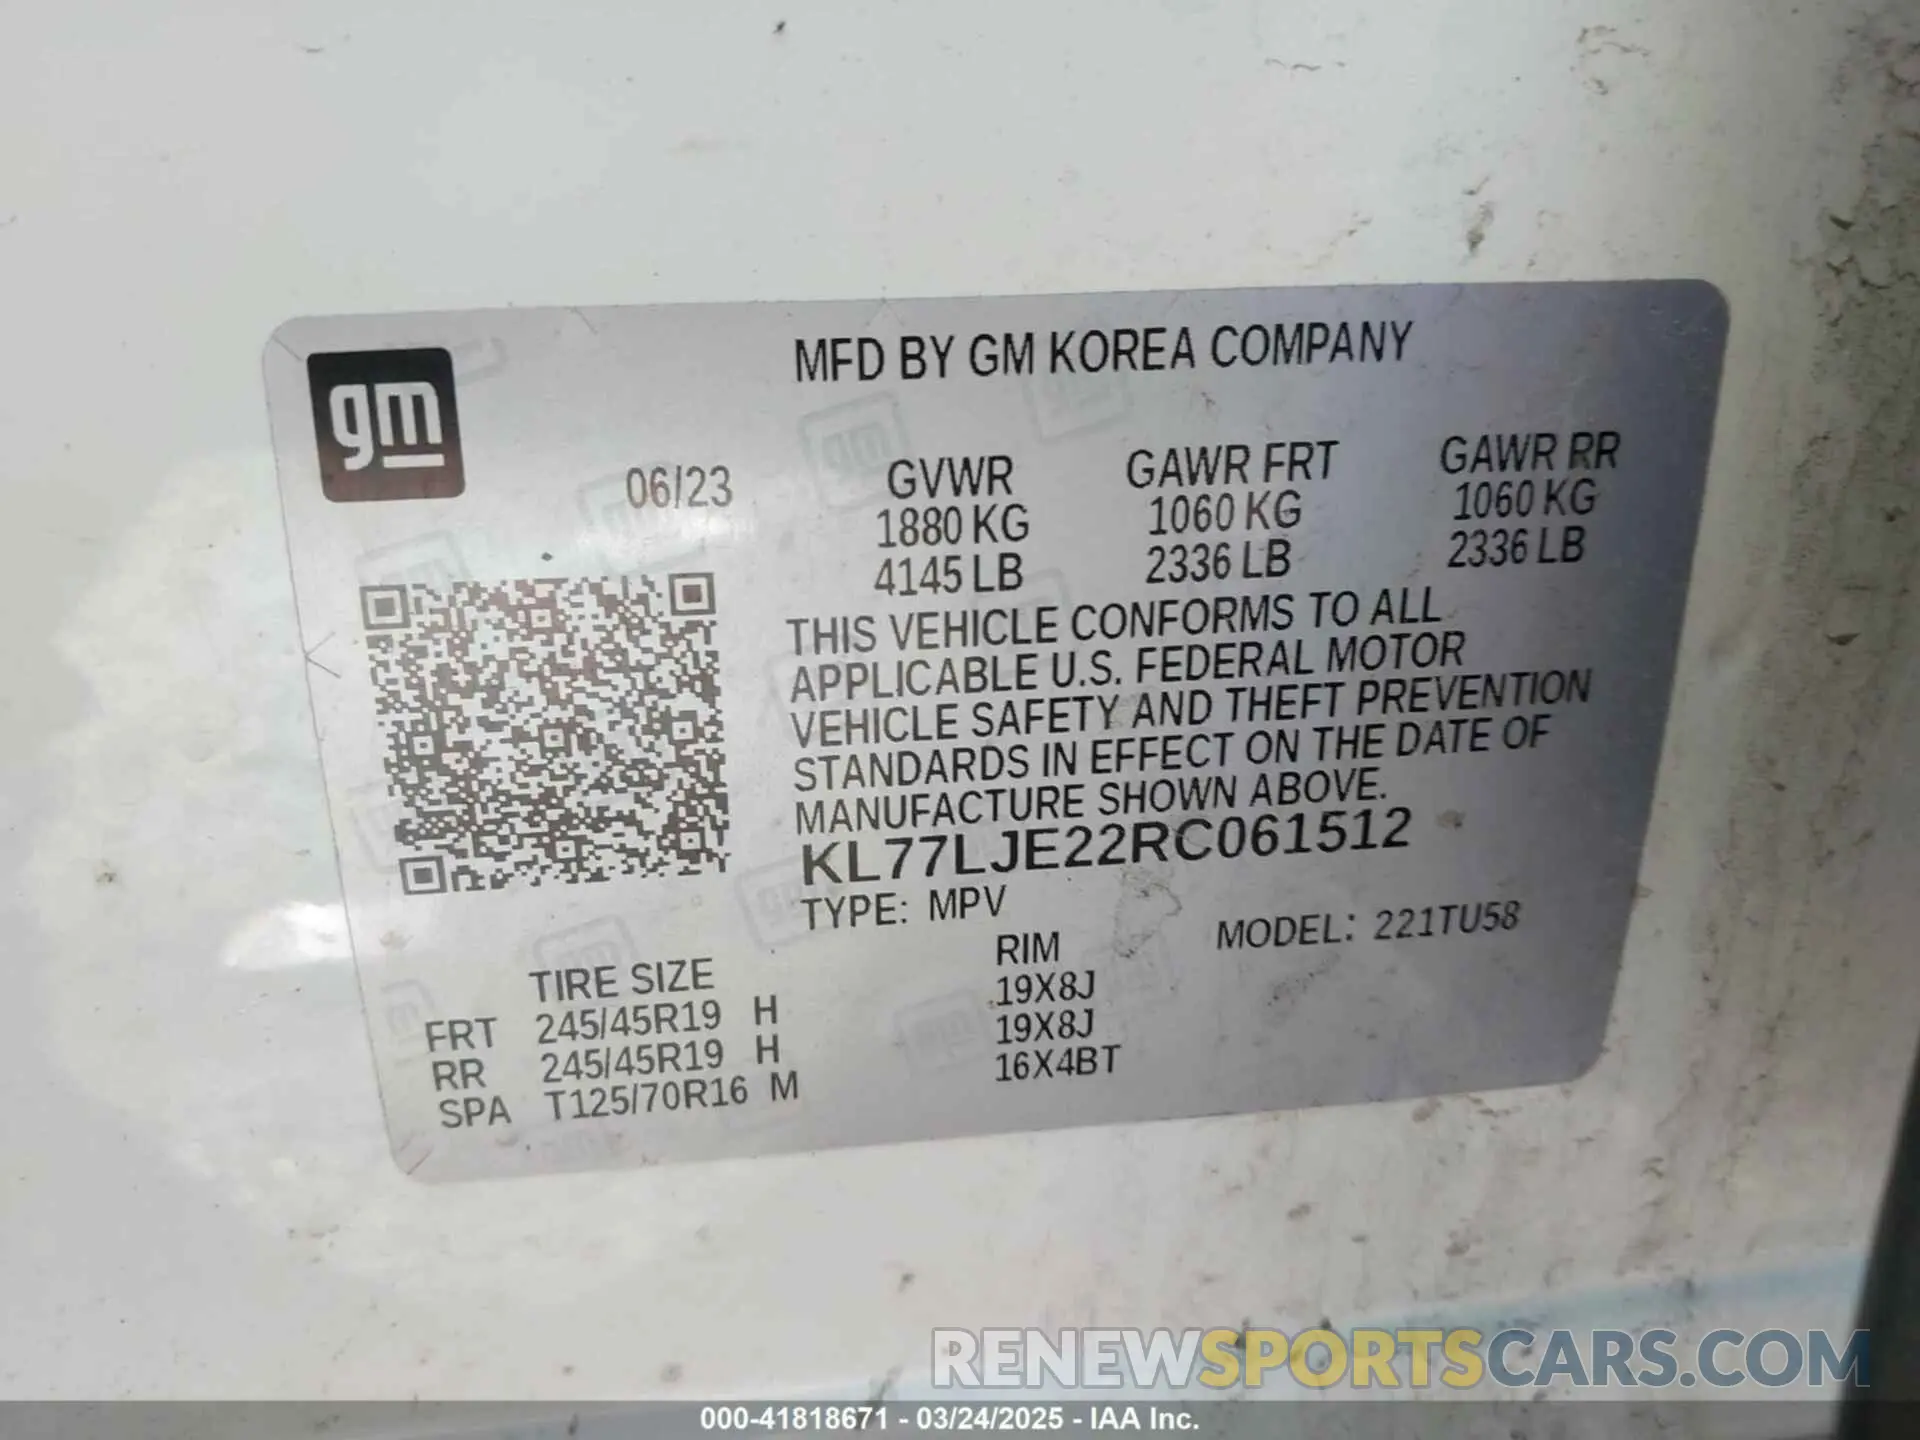 MFD BY GM KOREA COMPANY
gm
06/23
GVWR GAWR FRT GAWR RR
1880 KG 1060 KG 1060 KG
4145 LB 2336 LB 2336 LB
THIS VEHICLE CONFORMS TO ALL
APPLICABLE U.S. FEDERAL MOTOR
VEHICLE SAFETY AND THEFT PREVENTION
STANDARDS IN EFFECT ON THE DATE OF
MANUFACTURE SHOWN ABOVE.
KL77LJE22RC061512
TYPE: MPV MODEL: 221TU58
TIRE SIZE RIM
FRT 245/45R19 H 19X8J
RR 245/45R19 H 19X8J
SPA T125/70R16 M 16X4BT
RENEWSPORTSCARS.COM
000-41818671 - 03/24/2025 - IAA Inc.